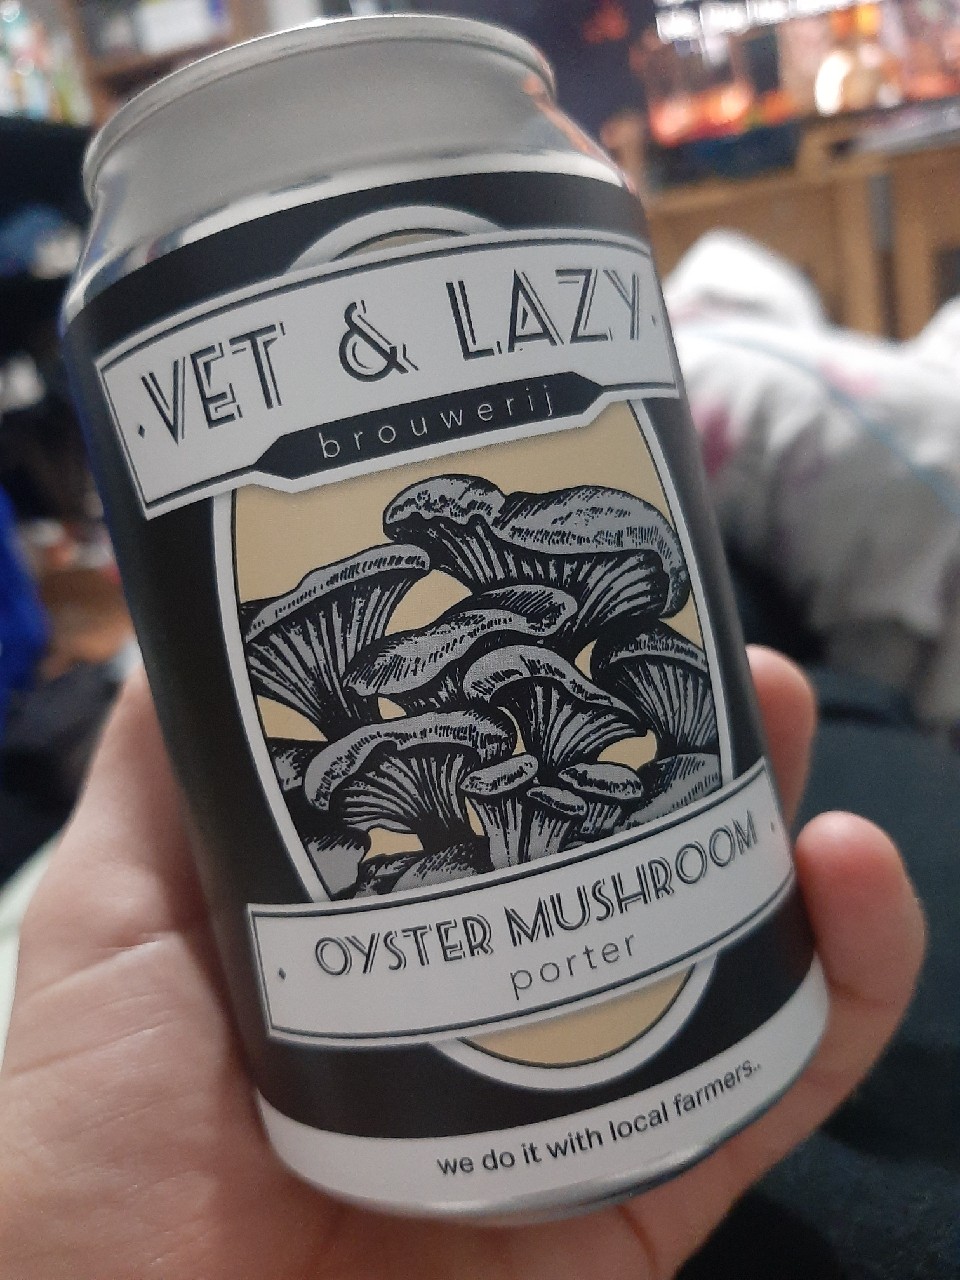 VET & LAZY
brouwerij
OYSTER MUSHROOM
porter
we do it with local farmers..